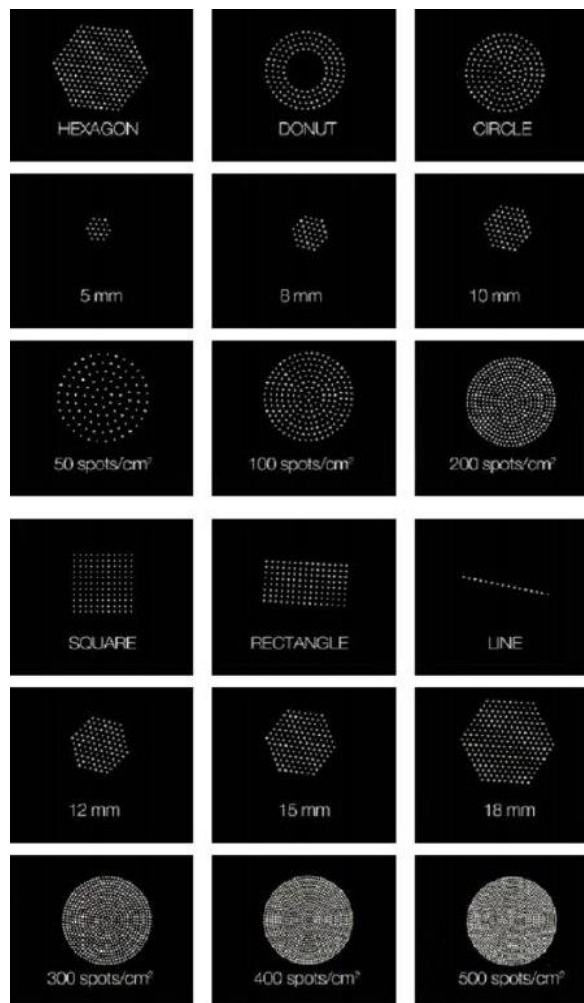 HEXAGON
DONUT
CIRCLE
5 mm
8 mm
10 mm
50 spots/cm²
100 spots/cm²
200 spots/cm²
SQUARE
RECTANGLE
LINE
12 mm
15 mm
18 mm
300 spots/cm²
400 spots/cm²
500 spots/cm²